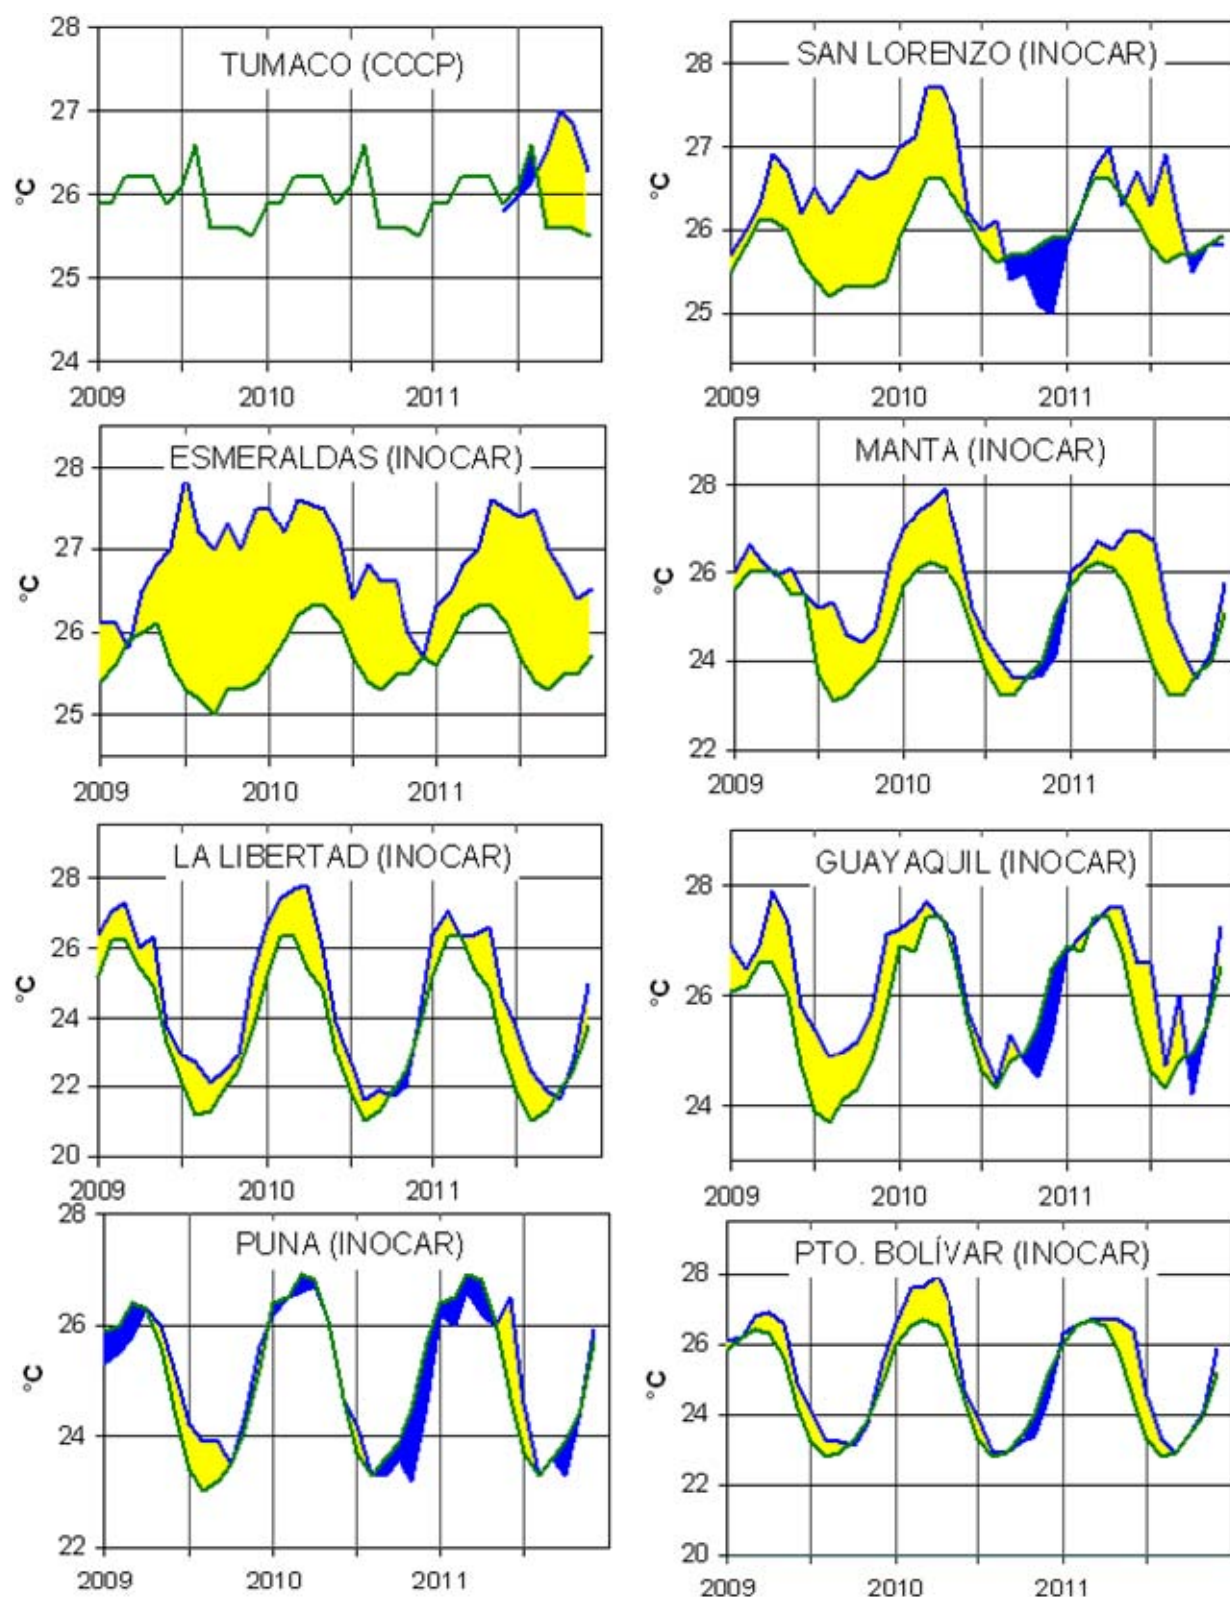 28
TUMACO (CCCP)
27
26
°C
25
24
2009 2010 2011
28
SAN LORENZO (INOCAR)
27
26
°C
25
2009 2010 2011
28
ESMERALDAS (INOCAR)
27
°C
26
25
2009 2010 2011
MANTA (INOCAR)
28
26
°C
24
22
2009 2010 2011
LA LIBERTAD (INOCAR)
28
26
°C
24
22
20
2009 2010 2011
GUAYAQUIL (INOCAR)
28
26
°C
24
2009 2010 2011
28
PUNA (INOCAR)
26
°C
24
22
2009 2010 2011
PTO. BOLÍVAR (INOCAR)
28
26
°C
24
22
20
2009 2010 2011